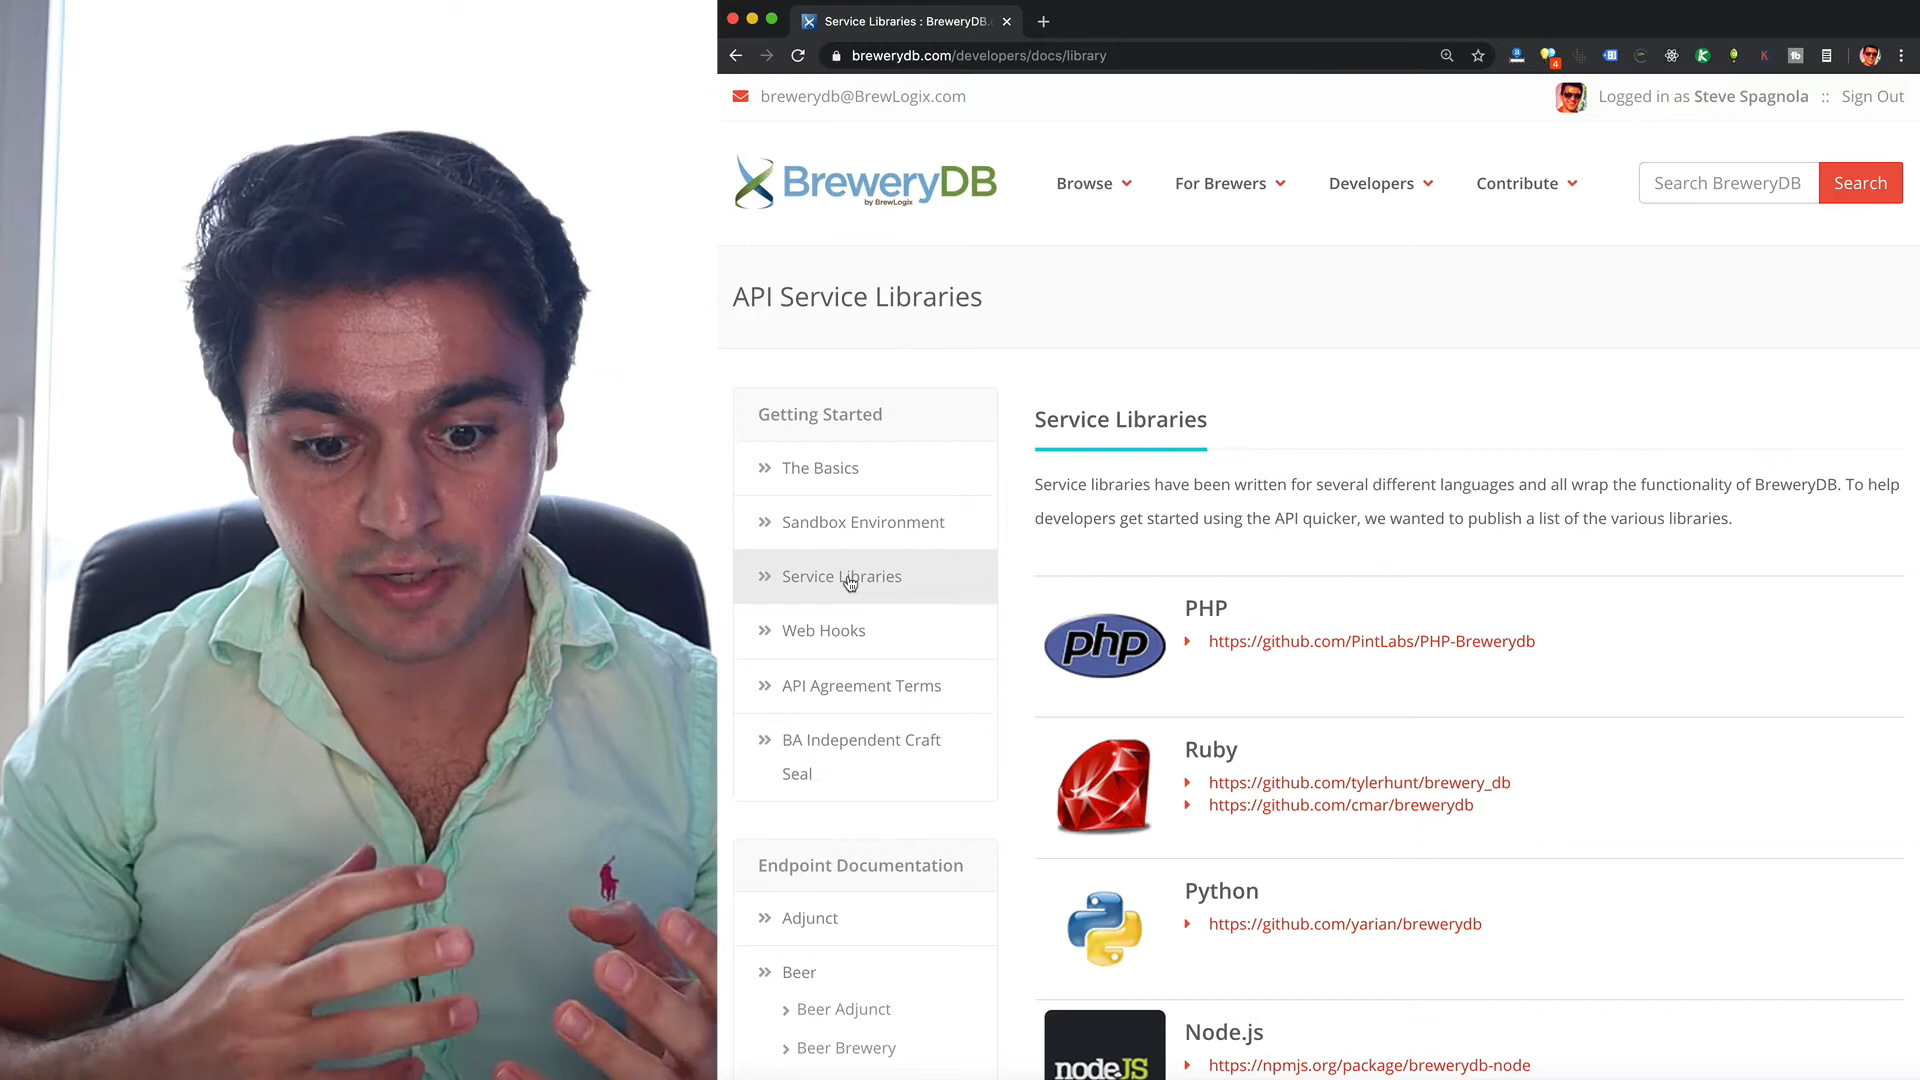 Service Libraries : BreweryDB.
brewerydb.com/developers/docs/library
4
brewerydb@BrewLogix.com
Logged in as Steve Spagnola :: Sign Out
BreweryDB
by BrewLogix
Browse
For Brewers
Developers
Contribute
Search BreweryDB
Search
API Service Libraries
Getting Started
The Basics
Sandbox Environment
Service Libraries
Web Hooks
API Agreement Terms
BA Independent Craft
Seal
Endpoint Documentation
Adjunct
Beer
Beer Adjunct
Beer Brewery
Service Libraries
Service libraries have been written for several different languages and all wrap the functionality of BreweryDB. To help
developers get started using the API quicker, we wanted to publish a list of the various libraries.
php
PHP
https://github.com/PintLabs/PHP-Brewerydb
Ruby
https://github.com/tylerhunt/brewery_db
https://github.com/cmar/brewerydb
Python
https://github.com/yarian/brewerydb
nodeJS
Node.js
https://npmjs.org/package/brewerydb-node